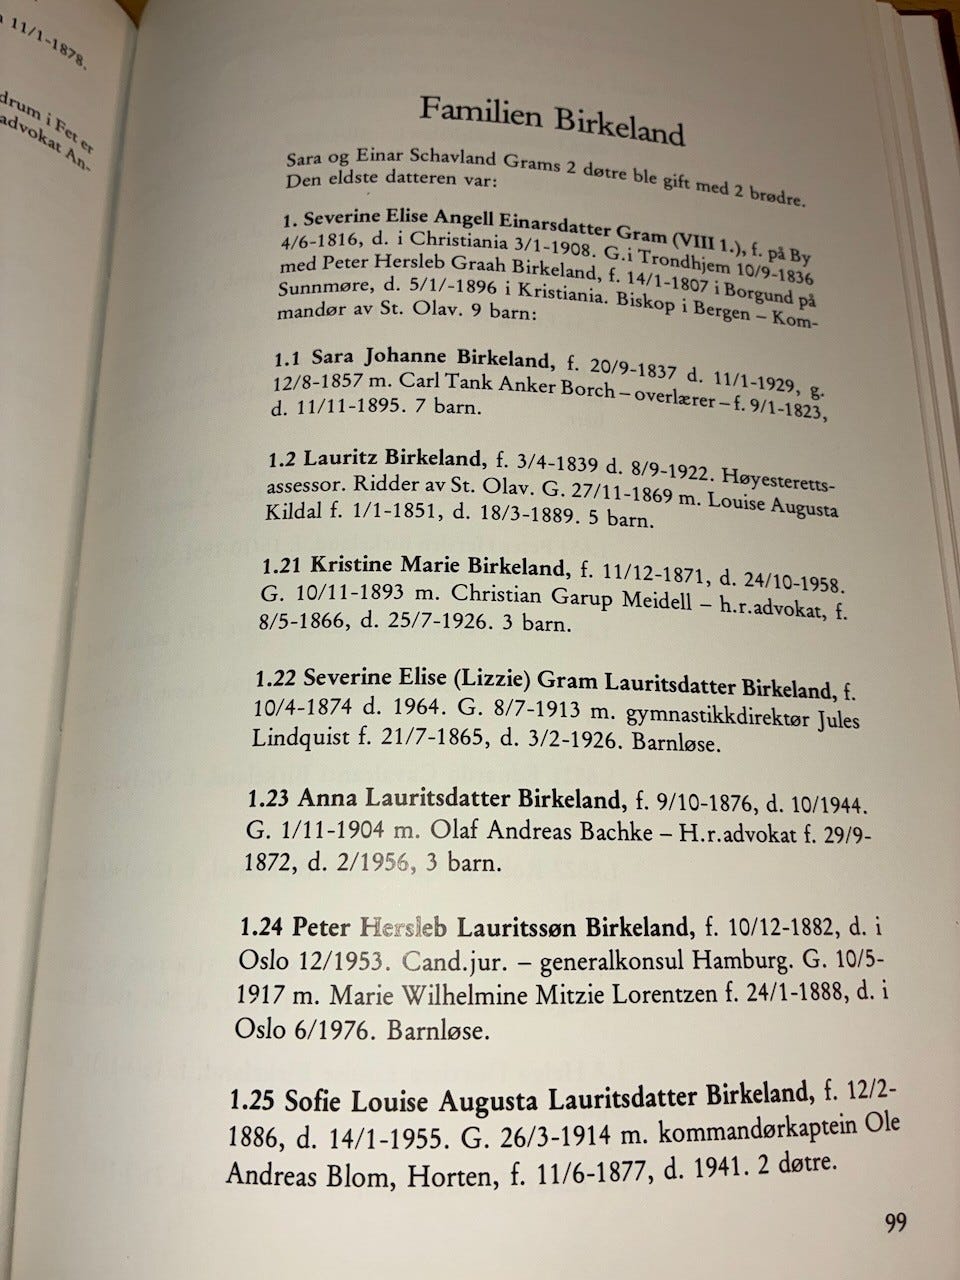 11/1-1878.
drum i Fet er
advokat An-
Familien Birkeland
Sara og Einar Schavland Grams 2 døtre ble gift med 2 brødre.
Den eldste datteren var:
1. Severine Elise Angell Einarsdatter Gram (VIII 1.), f. på By
4/6-1816, d. i Christiania 3/1-1908. G.i Trondhjem 10/9-1836
med Peter Hersleb Graah Birkeland, f. 14/1-1807 i Borgund på
Sunnmøre, d. 5/1/-1896 i Kristiania. Biskop i Bergen – Kom-
mandør av St. Olav. 9 barn:
1.1 Sara Johanne Birkeland, f. 20/9-1837 d. 11/1-1929, g.
12/8-1857 m. Carl Tank Anker Borch – overlærer – f. 9/1-1823,
d. 11/11-1895. 7 barn.
1.2 Lauritz Birkeland, f. 3/4-1839 d. 8/9-1922. Høyesteretts-
assessor. Ridder av St. Olav. G. 27/11-1869 m. Louise Augusta
Kildal f. 1/1-1851, d. 18/3-1889. 5 barn.
1.21 Kristine Marie Birkeland, f. 11/12-1871, d. 24/10-1958.
G. 10/11-1893 m. Christian Garup Meidell – h.r.advokat, f.
8/5-1866, d. 25/7-1926. 3 barn.
1.22 Severine Elise (Lizzie) Gram Lauritsdatter Birkeland, f.
10/4-1874 d. 1964. G. 8/7-1913 m. gymnastikkdirektør Jules
Lindquist f. 21/7-1865, d. 3/2-1926. Barnløse.
1.23 Anna Lauritsdatter Birkeland, f. 9/10-1876, d. 10/1944.
G. 1/11-1904 m. Olaf Andreas Bachke – H.r.advokat f. 29/9-
1872, d. 2/1956, 3 barn.
1.24 Peter Hersleb Lauritssøn Birkeland, f. 10/12-1882, d. i
Oslo 12/1953. Cand.jur. – generalkonsul Hamburg. G. 10/5-
1917 m. Marie Wilhelmine Mitzie Lorentzen f. 24/1-1888, d. i
Oslo 6/1976. Barnløse.
1.25 Sofie Louise Augusta Lauritsdatter Birkeland, f. 12/2-
1886, d. 14/1-1955. G. 26/3-1914 m. kommandørkaptein Ole
Andreas Blom, Horten, f. 11/6-1877, d. 1941. 2 døtre.
99